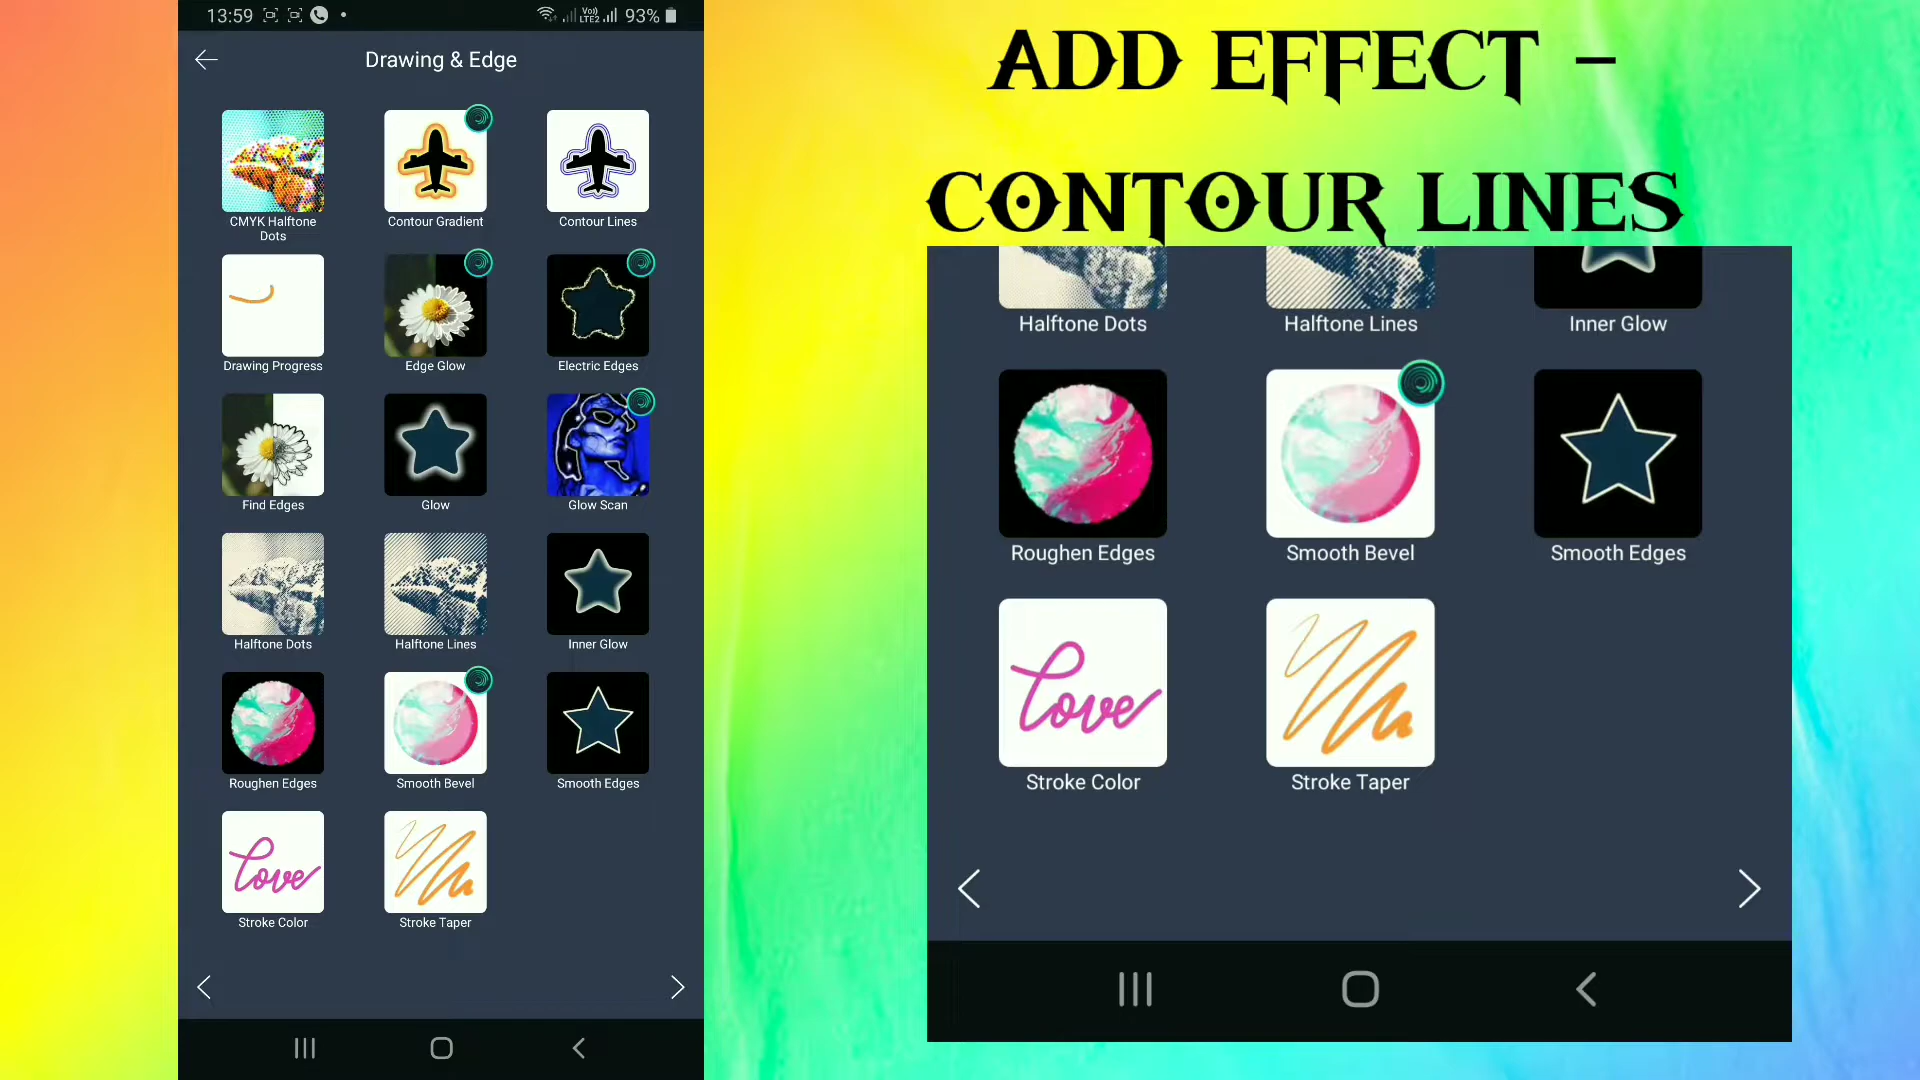 13:59
Vo))
LTE2
93%
Drawing & Edge
CMYK Halftone
Dots
Contour Gradient
Contour Lines
Drawing Progress
Edge Glow
Electric Edges
Find Edges
Glow
Glow Scan
Halftone Dots
Halftone Lines
Inner Glow
Roughen Edges
Smooth Bevel
Smooth Edges
Love
Stroke Color
Stroke Taper
ADD EFFECT -
CONTOUR LINES
Halftone Dots
Halftone Lines
Inner Glow
Roughen Edges
Smooth Bevel
Smooth Edges
Love
Stroke Color
Stroke Taper